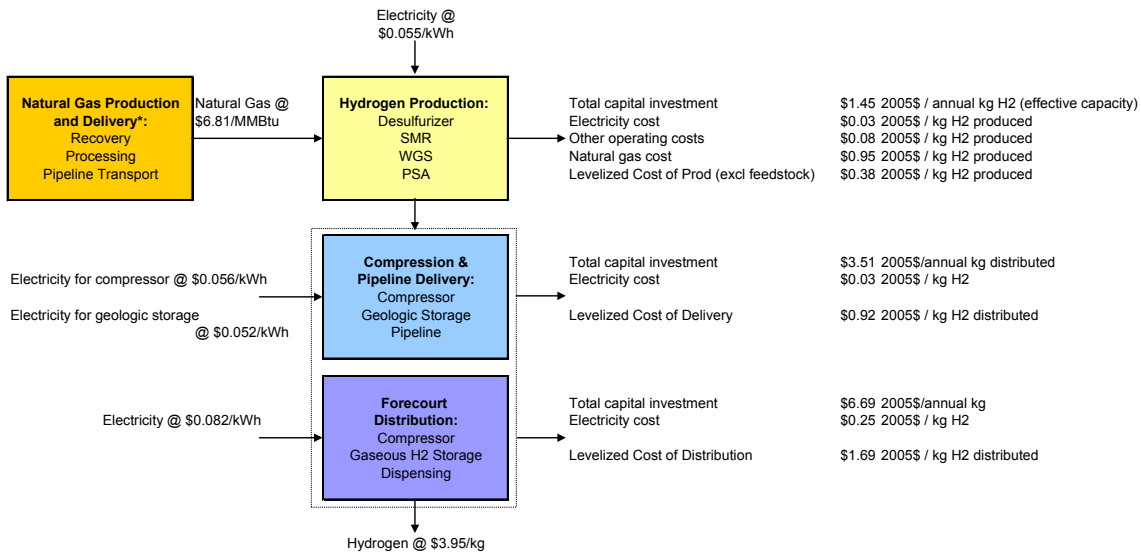 Electricity @
$0.055/kWh
Natural Gas Production
and Delivery*:
Recovery
Processing
Pipeline Transport
Natural Gas @
$6.81/MMBtu
Hydrogen Production:
Desulfurizer
SMR
WGS
PSA
Total capital investment $1.45 2005$ / annual kg H2 (effective capacity)
Electricity cost $0.03 2005$ / kg H2 produced
Other operating costs $0.08 2005$ / kg H2 produced
Natural gas cost $0.95 2005$ / kg H2 produced
Levelized Cost of Prod (excl feedstock) $0.38 2005$ / kg H2 produced
Electricity for compressor @ $0.056/kWh
Electricity for geologic storage
@ $0.052/kWh
Compression &
Pipeline Delivery:
Compressor
Geologic Storage
Pipeline
Total capital investment $3.51 2005$/annual kg distributed
Electricity cost $0.03 2005$ / kg H2
Levelized Cost of Delivery $0.92 2005$ / kg H2 distributed
Electricity @ $0.082/kWh
Forecourt
Distribution:
Compressor
Gaseous H2 Storage
Dispensing
Total capital investment $6.69 2005$/annual kg
Electricity cost $0.25 2005$ / kg H2
Levelized Cost of Distribution $1.69 2005$ / kg H2 distributed
Hydrogen @ $3.95/kg